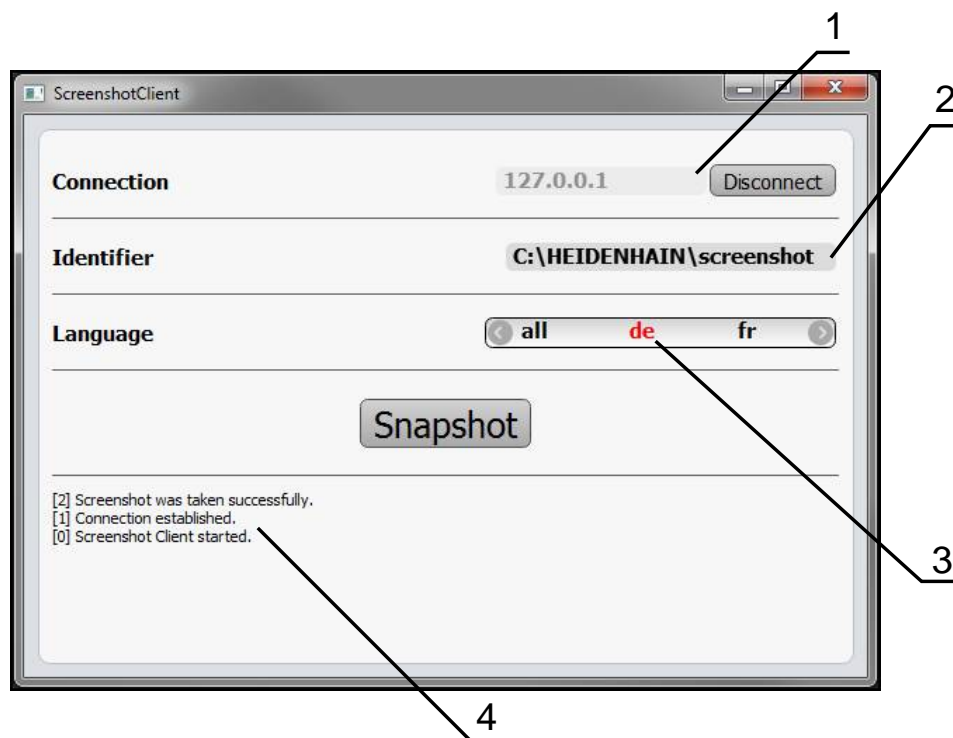 1
ScreenshotClient
2
Connection 127.0.0.1 Disconnect
Identifier C:\HEIDENHAIN\screenshot
Language all de fr
Snapshot
[2] Screenshot was taken successfully.
[1] Connection established.
[0] Screenshot Client started.
3
4